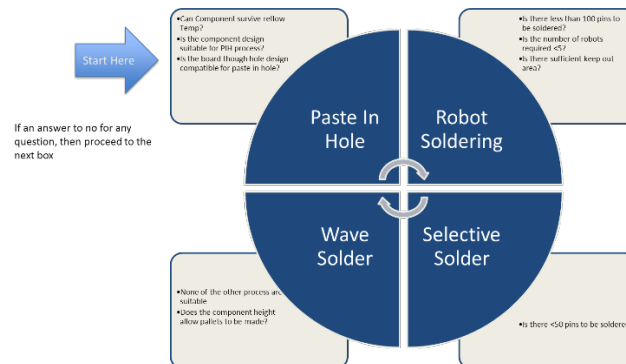 Start Here
•Can Component survive reflow
Temp?
•Is the component design
suitable for PIH process?
•Is the board though hole design
compatible for paste in hole?
•Is there less than 100 pins to
be soldered?
•Is the number of robots
required <5?
•Is there sufficient keep out
area?
If an answer to no for any
question, then proceed to the
next box
Paste In
Hole
Robot
Soldering
Wave
Solder
Selective
Solder
•None of the other process are
suitable
•Does the component height
allow pallets to be made?
•Is there <50 pins to be soldered